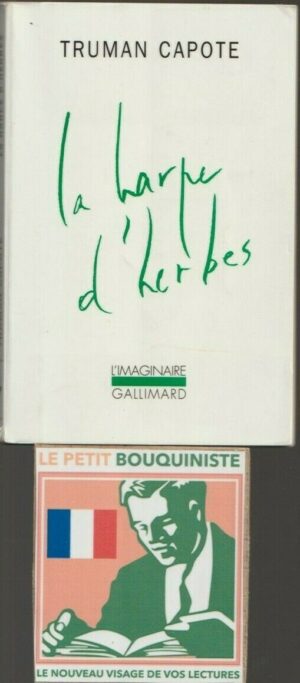 TRUMAN CAPOTE
la harpe
d'herbes
L'IMAGINAIRE
GALLIMARD
LE PETIT BOUQUINISTE
LE NOUVEAU VISAGE DE VOS LECTURES